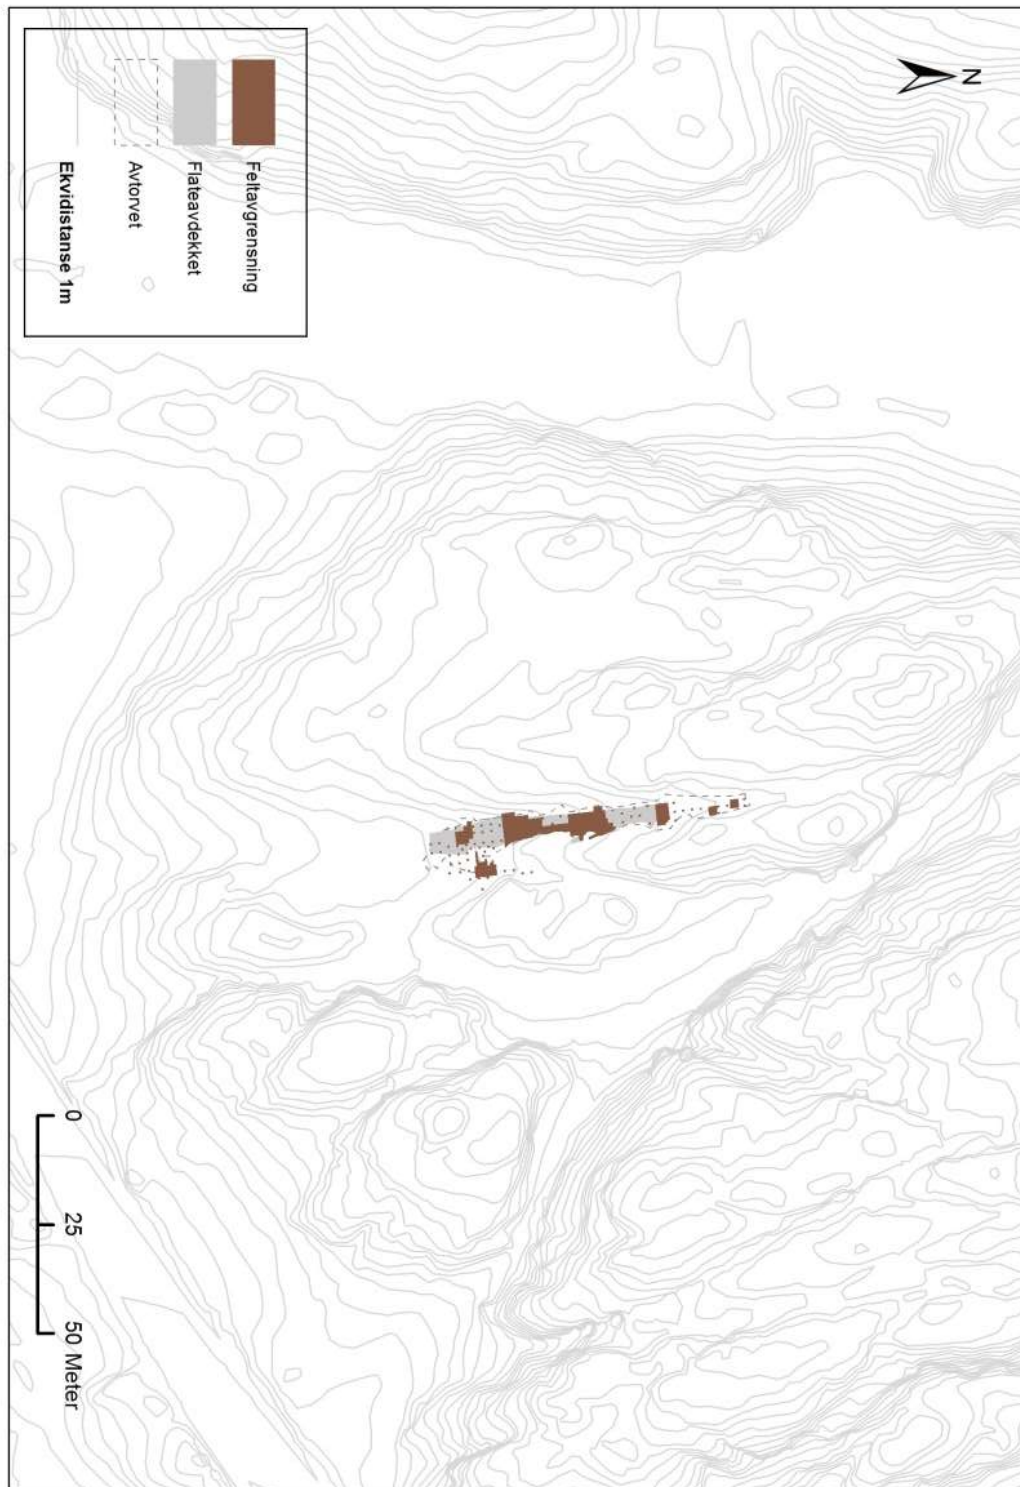 N
Feltavgrensning
Flateavdekket
Avtorvet
Ekvidistanse 1m
0 25 50 Meter